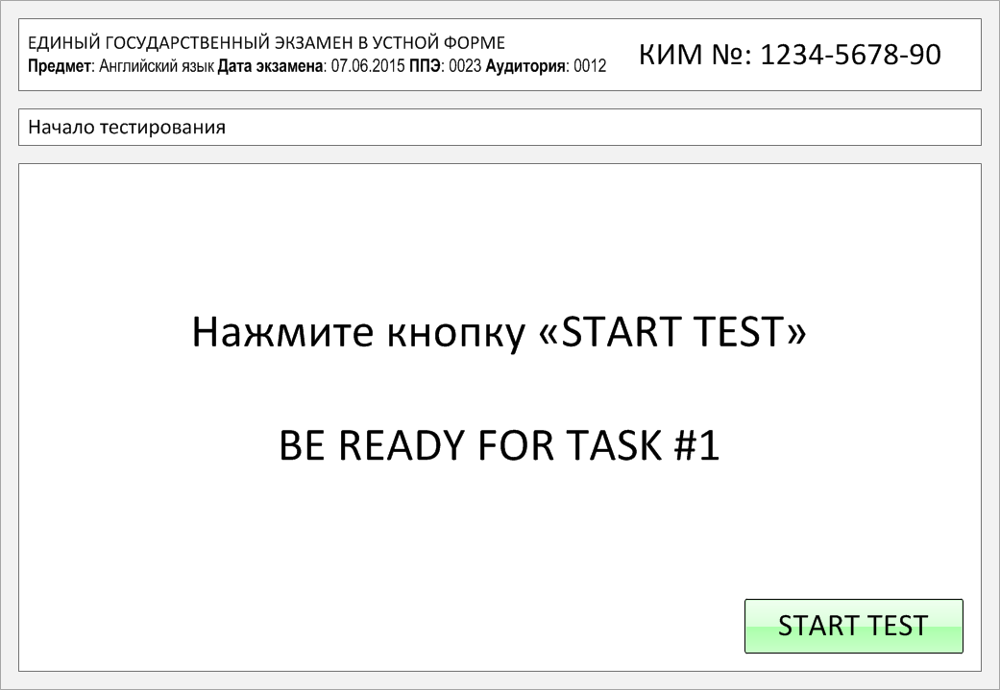 ЕДИНЫЙ ГОСУДАРСТВЕННЫЙ ЭКЗАМЕН В УСТНОЙ ФОРМЕ
Предмет: Английский язык Дата экзамена: 07.06.2015 ППЭ: 0023 Аудитория: 0012
КИМ №: 1234-5678-90
Начало тестирования
Нажмите кнопку «START TEST»
BE READY FOR TASK #1
START TEST